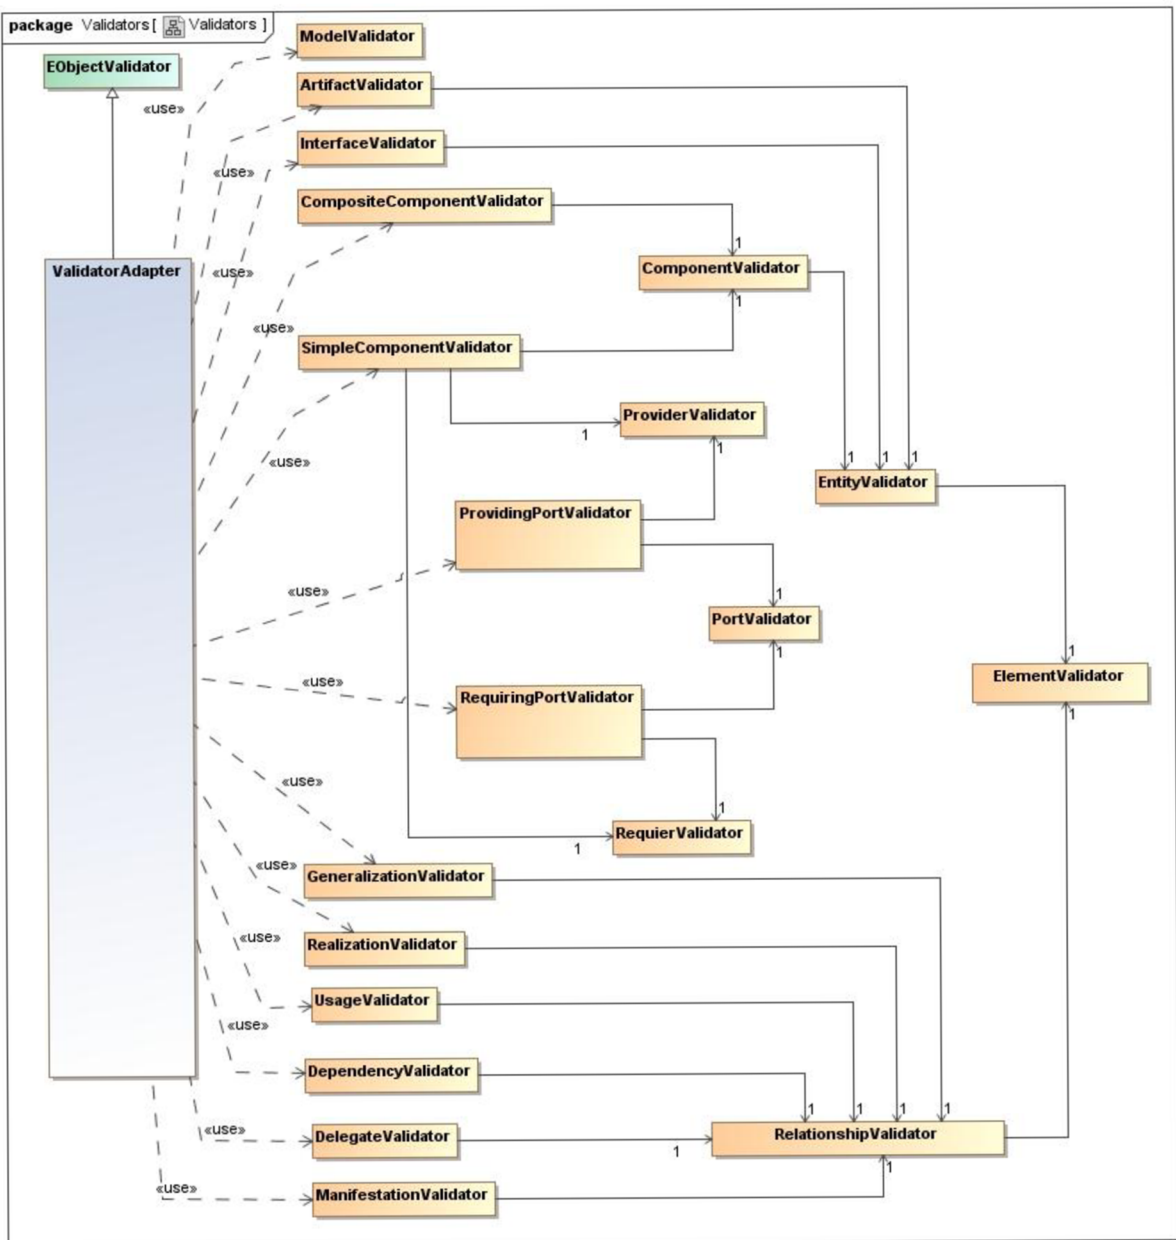 package Validators [ Validators ]
ModelValidator
EObjectValidator
ArtifactValidator
«use»
InterfaceValidator
«use»
CompositeComponentValidator
1
ValidatorAdapter
«use»
ComponentValidator
1
«use»
SimpleComponentValidator
ProviderValidator
1
1
«use»
1
1
1
EntityValidator
ProvidingPortValidator
«use»
1
PortValidator
1
1
ElementValidator
«use»
RequiringPortValidator
1
«use»
1
RequierValidator
1
«use»
GeneralizationValidator
«use»
RealizationValidator
UsageValidator
«use»
DependencyValidator
1
1
1
1
«use»
DelegateValidator
1
RelationshipValidator
1
«use»
ManifestationValidator